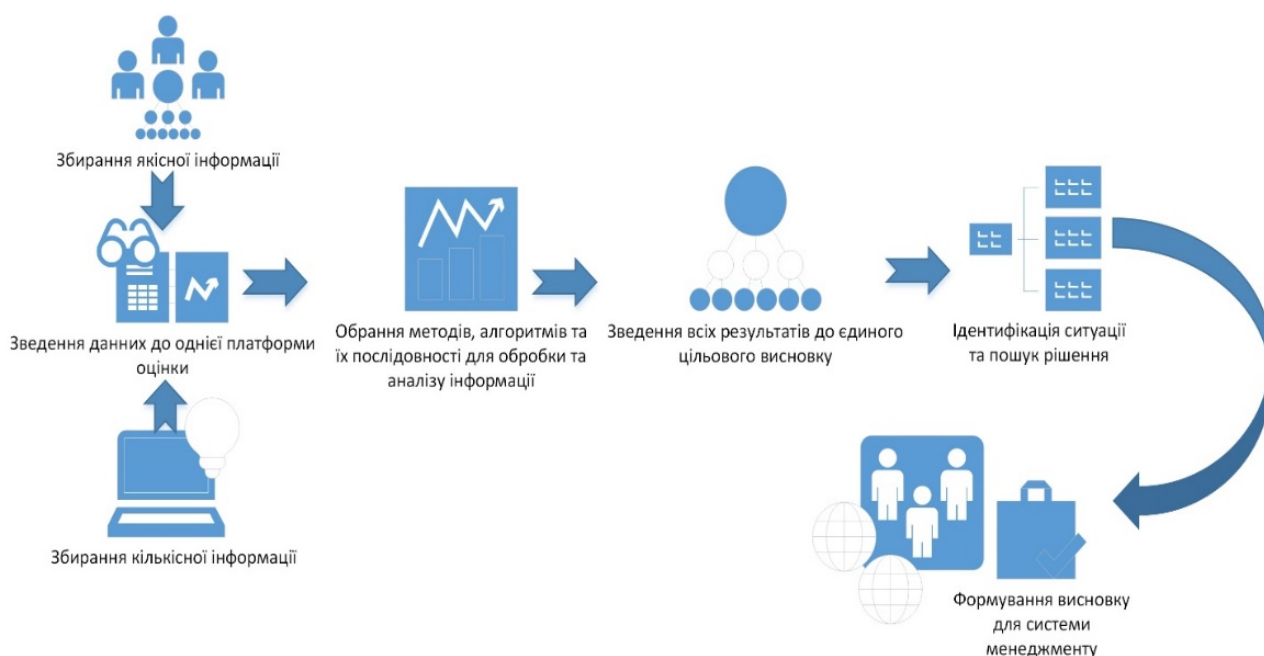 Збирання якісної інформації
Зведення данних до однієї платформи
оцінки
Збирання кількісної інформації
Обрання методів, алгоритмів та
їх послідовності для обробки та
аналізу інформації
Зведення всіх результатів до єдиного
цільового висновку
Ідентифікація ситуації
та пошук рішення
Формування висновку
для системи
менеджменту